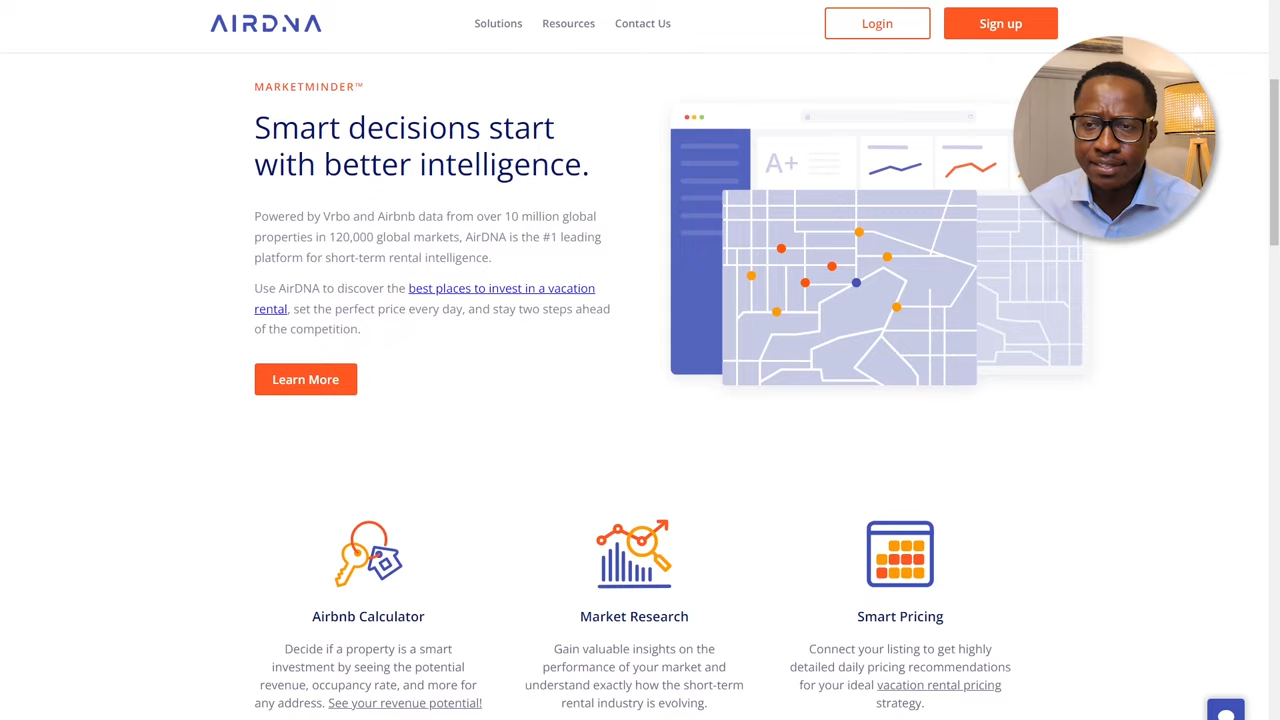 AIRDNA
Solutions
Resources
Contact Us
Login
Sign up
MARKETMINDER™
Smart decisions start
with better intelligence.
Powered by Vrbo and Airbnb data from over 10 million global
properties in 120,000 global markets, AirDNA is the #1 leading
platform for short-term rental intelligence.
Use AirDNA to discover the best places to invest in a vacation
rental, set the perfect price every day, and stay two steps ahead
of the competition.
Learn More
A+
Airbnb Calculator
Decide if a property is a smart
investment by seeing the potential
revenue, occupancy rate, and more for
any address. See your revenue potential!
Market Research
Gain valuable insights on the
performance of your market and
understand exactly how the short-term
rental industry is evolving.
Smart Pricing
Connect your listing to get highly
detailed daily pricing recommendations
for your ideal vacation rental pricing
strategy.